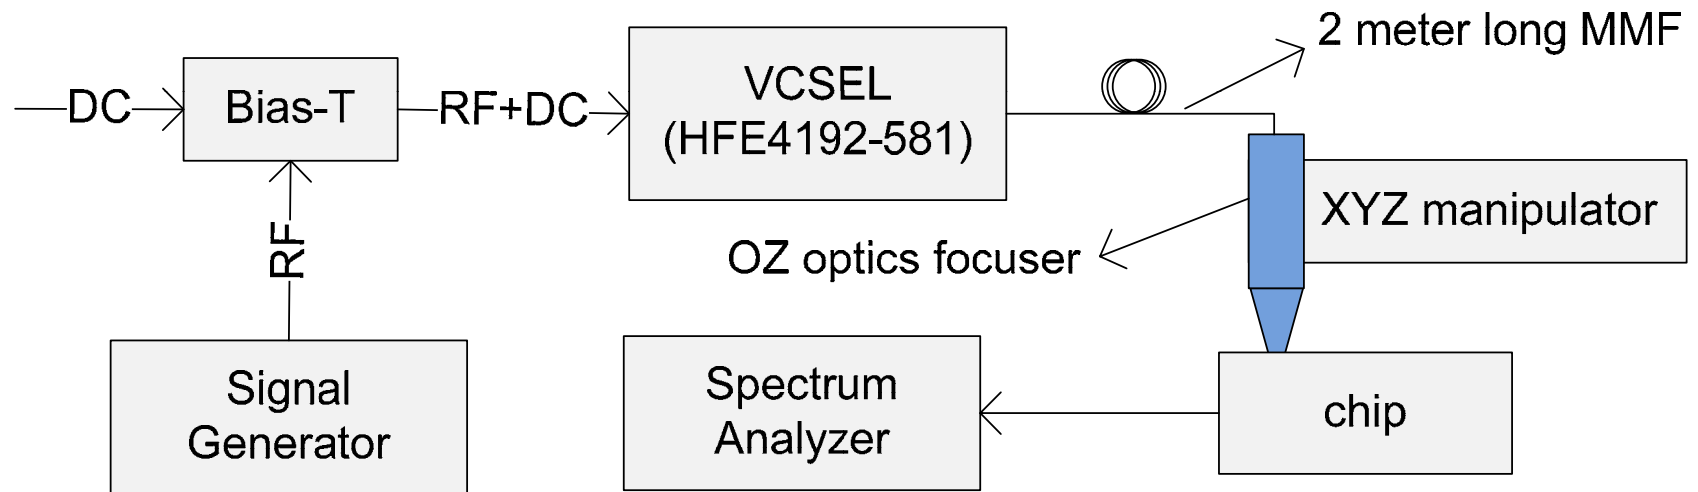 2 meter long MMF
DC
Bias-T
RF+DC
VCSEL
(HFE4192-581)
XYZ manipulator
RF
OZ optics focuser
Signal
Generator
Spectrum
Analyzer
chip